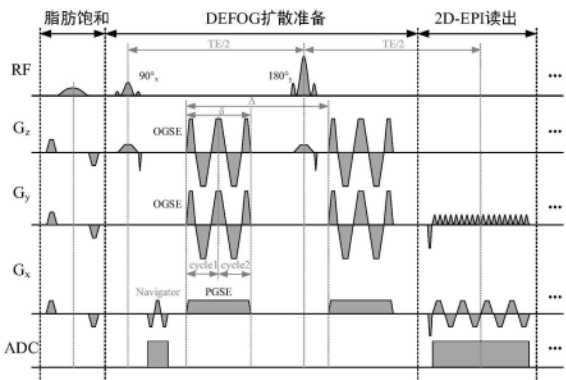 脂肪饱和 DEFOG扩散准备 2D-EPI读出
TE/2 TE/2
RF 90°ₓ 180°ᵧ ...
Δ
δ
Gz OGSE ...
Gy OGSE ...
cycle1 cycle2
Gx Navigator PGSE ...
ADC ...